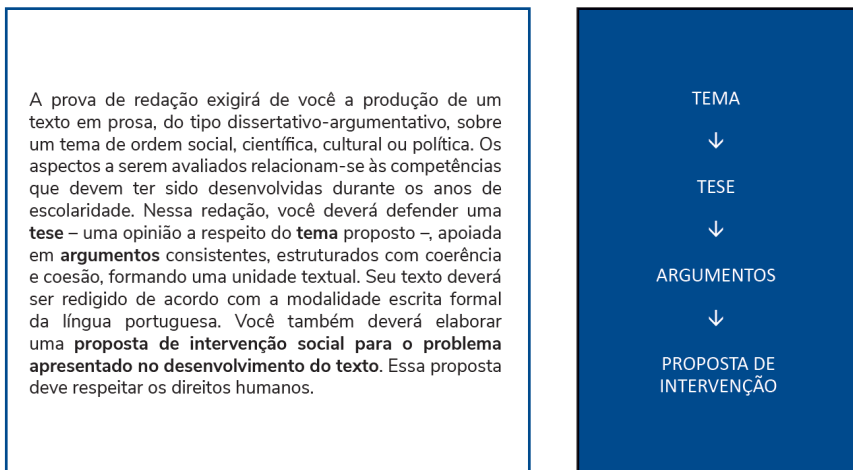 A prova de redação exigirá de você a produção de um
texto em prosa, do tipo dissertativo-argumentativo, sobre
um tema de ordem social, científica, cultural ou política. Os
aspectos a serem avaliados relacionam-se às competências
que devem ter sido desenvolvidas durante os anos de
escolaridade. Nessa redação, você deverá defender uma
tese – uma opinião a respeito do tema proposto –, apoiada
em argumentos consistentes, estruturados com coerência
e coesão, formando uma unidade textual. Seu texto deverá
ser redigido de acordo com a modalidade escrita formal
da língua portuguesa. Você também deverá elaborar
uma proposta de intervenção social para o problema
apresentado no desenvolvimento do texto. Essa proposta
deve respeitar os direitos humanos.
TEMA
↓
TESE
↓
ARGUMENTOS
↓
PROPOSTA DE
INTERVENÇÃO